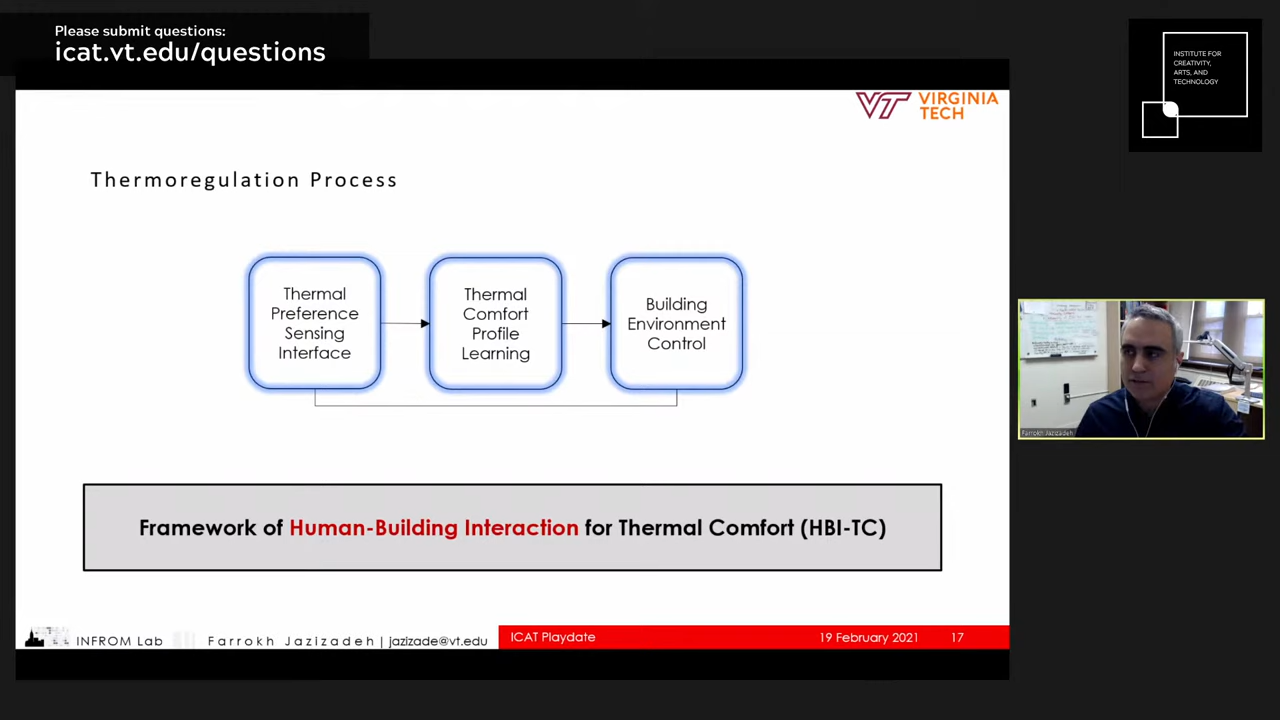 Please submit questions:
icat.vt.edu/questions
INSTITUTE FOR
CREATIVITY,
ARTS, AND
TECHNOLOGY
VT VIRGINIA
TECH
Thermoregulation Process
Thermal
Preference
Sensing
Interface
Thermal
Comfort
Profile
Learning
Building
Environment
Control
Framework of Human-Building Interaction for Thermal Comfort (HBI-TC)
Farrokh Jazizadeh
INFROM Lab
Farrokh Jazizadeh | jazizade@vt.edu
ICAT Playdate
19 February 2021
17